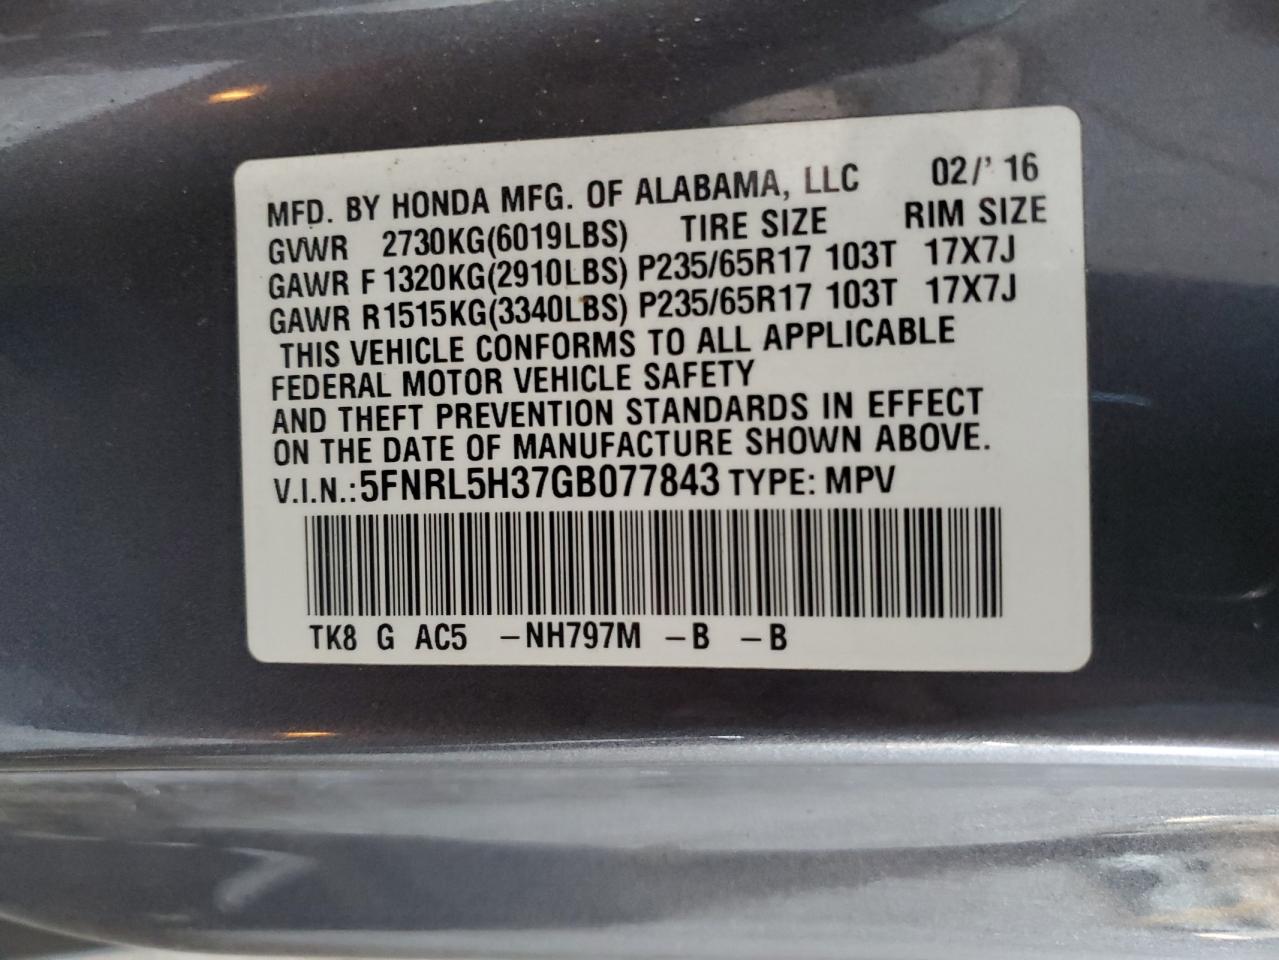 MFD. BY HONDA MFG. OF ALABAMA, LLC 02/' 16
GVWR 2730KG(6019LBS) TIRE SIZE RIM SIZE
GAWR F 1320KG(2910LBS) P235/65R17 103T 17X7J
GAWR R1515KG(3340LBS) P235/65R17 103T 17X7J
THIS VEHICLE CONFORMS TO ALL APPLICABLE
FEDERAL MOTOR VEHICLE SAFETY
AND THEFT PREVENTION STANDARDS IN EFFECT
ON THE DATE OF MANUFACTURE SHOWN ABOVE.
V.I.N.:5FNRL5H37GB077843 TYPE: MPV
TK8 G AC5 –NH797M –B –B